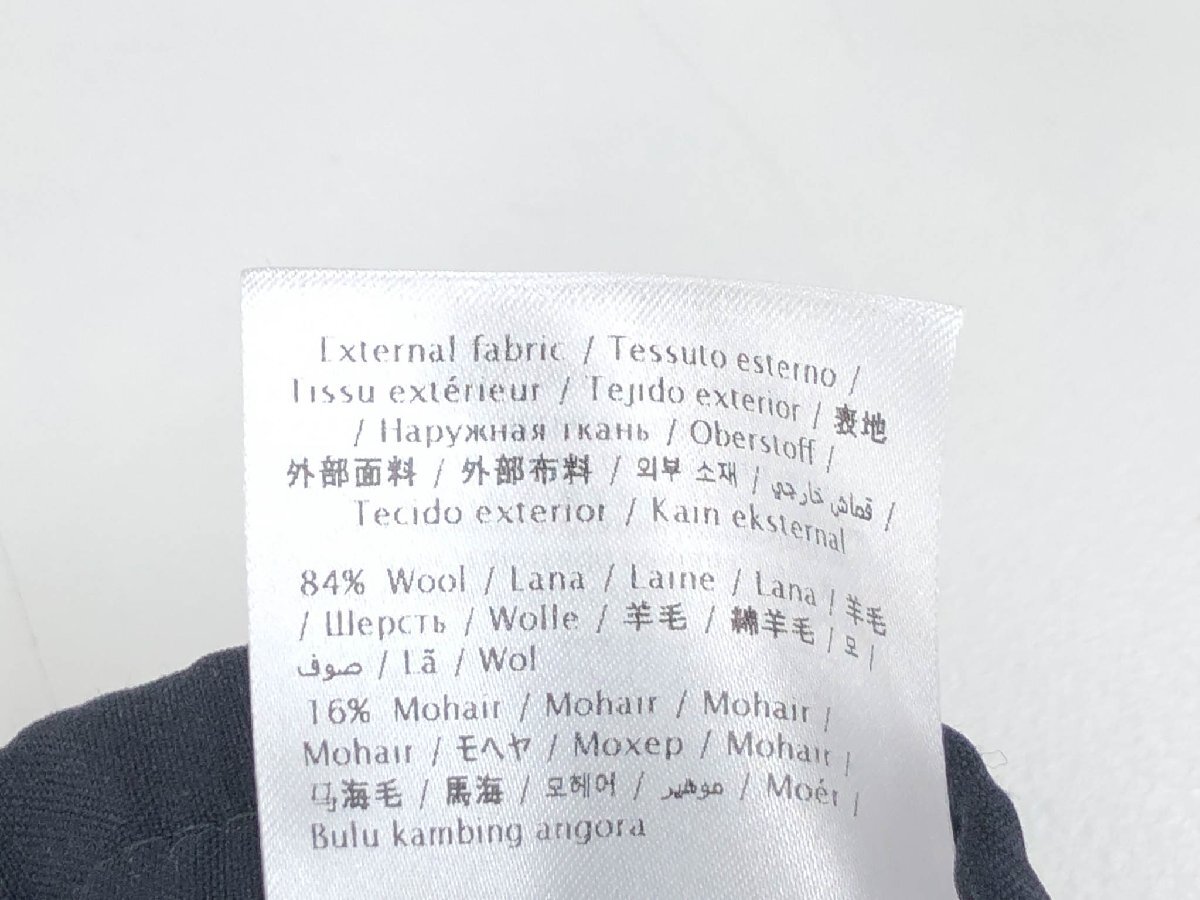 External fabric / Tessuto esterno /
Tissu extérieur / Tejido exterior / 表地
/ Наружная ткань / Oberstoff /
外部面料 / 外部布料 / 외부 소재 / قماش خارجي /
Tecido exterior / Kain eksternal
84% Wool / Lana / Laine / Lana / 羊毛
/ Шерсть / Wolle / 羊毛 / 綿羊毛 / 모 /
صوف / Lã / Wol
16% Mohair / Mohair / Mohair /
Mohair / モヘヤ / Мохер / Mohair /
马海毛 / 馬海 / 모헤어 / موهير / Moér /
Bulu kambing angora